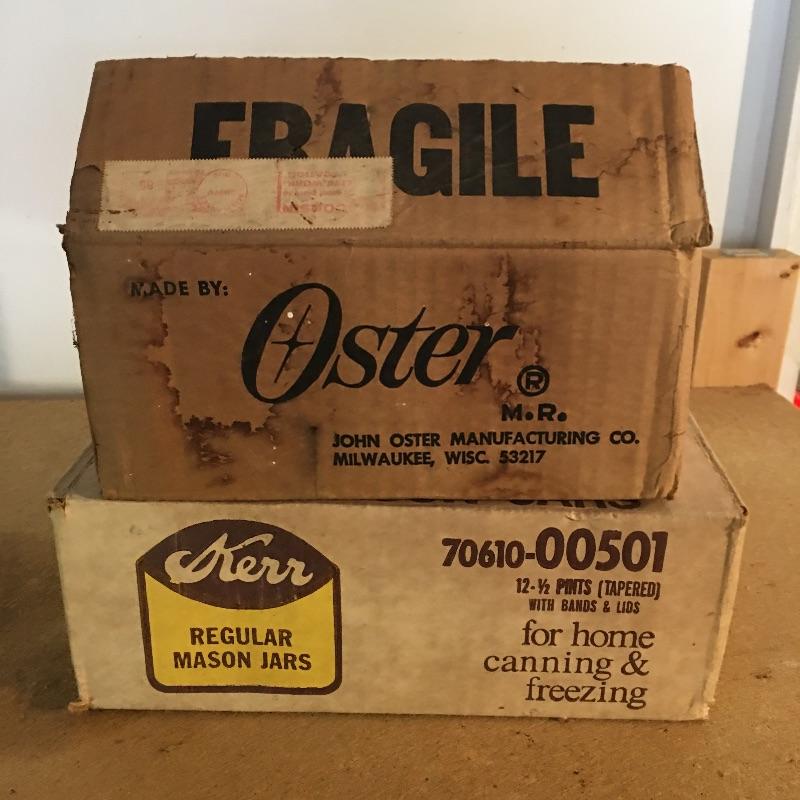 FRAGILE
MADE BY:
Oster®
M.R.
JOHN OSTER MANUFACTURING CO.
MILWAUKEE, WISC. 53217
Kerr
REGULAR
MASON JARS
70610-00501
12-½ PINTS (TAPERED)
WITH BANDS & LIDS
for home
canning &
freezing